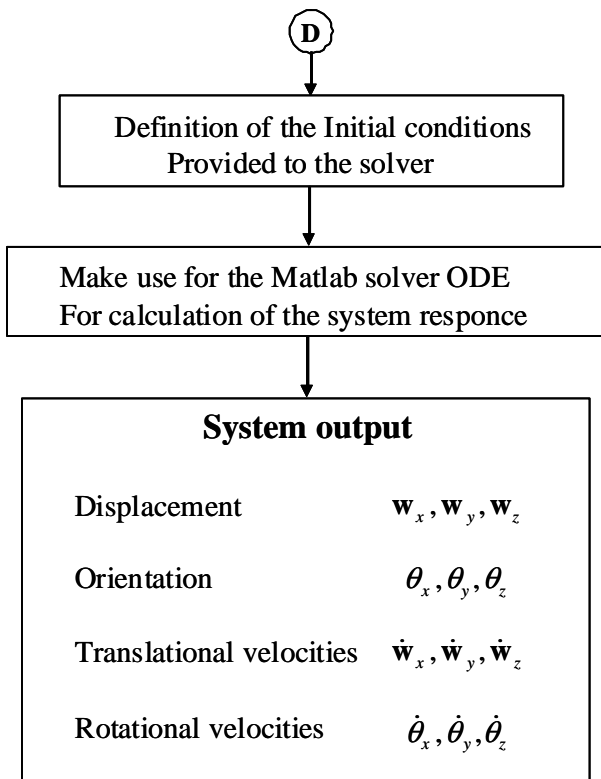 D
Definition of the Initial conditions
Provided to the solver
Make use for the Matlab solver ODE
For calculation of the system responce
System output
Displacement w_x, w_y, w_z
Orientation θ_x, θ_y, θ_z
Translational velocities ẇ_x, ẇ_y, ẇ_z
Rotational velocities θ̇_x, θ̇_y, θ̇_z